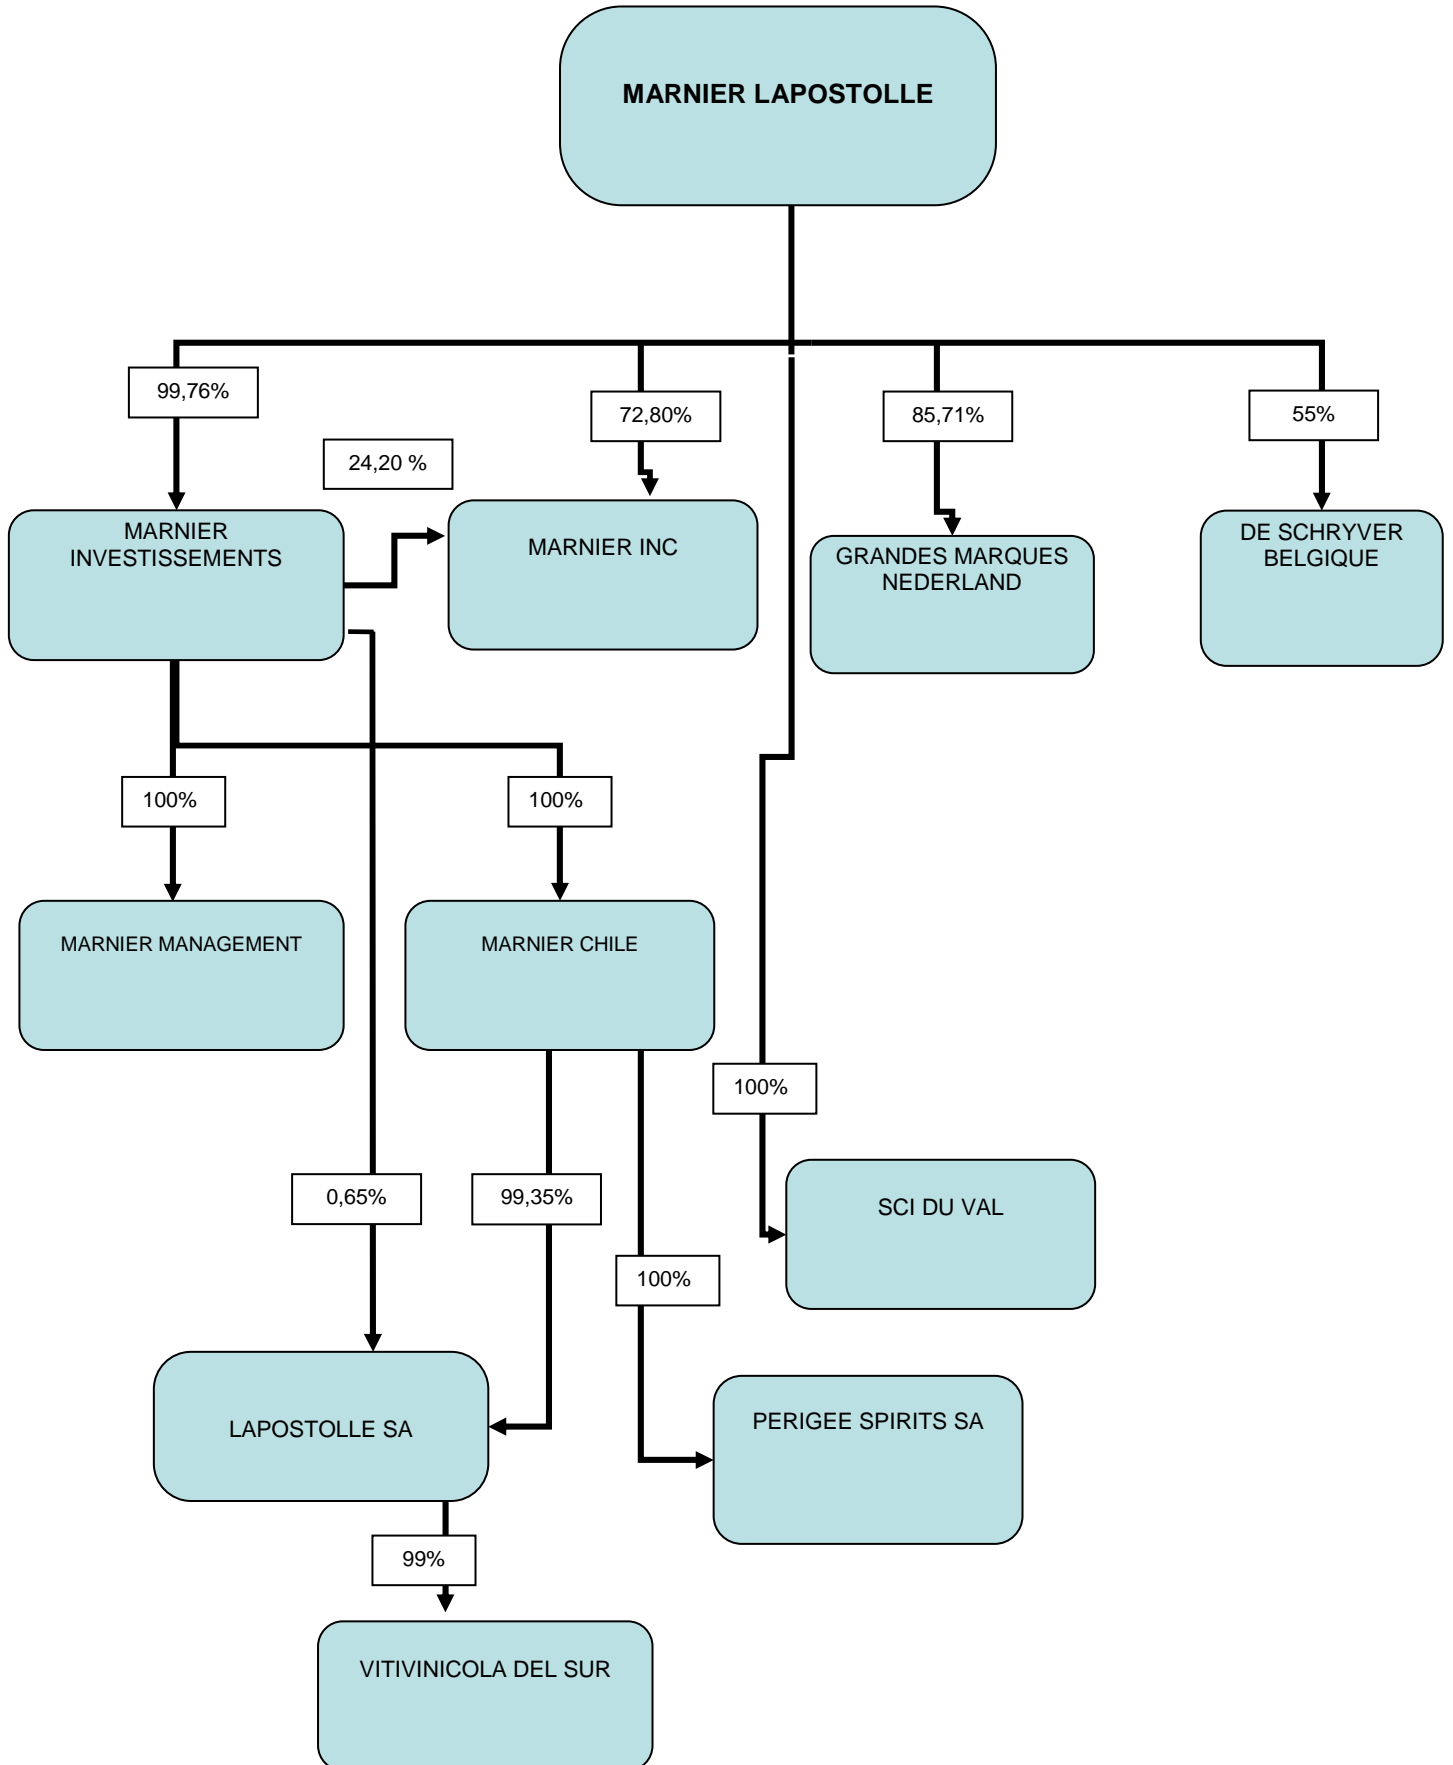 MARNIER LAPOSTOLLE
99,76%
72,80%
85,71%
55%
24,20 %
MARNIER
INVESTISSEMENTS
MARNIER INC
GRANDES MARQUES
NEDERLAND
DE SCHRYVER
BELGIQUE
100%
100%
MARNIER MANAGEMENT
MARNIER CHILE
100%
0,65%
99,35%
SCI DU VAL
100%
LAPOSTOLLE SA
PERIGEE SPIRITS SA
99%
VITIVINICOLA DEL SUR